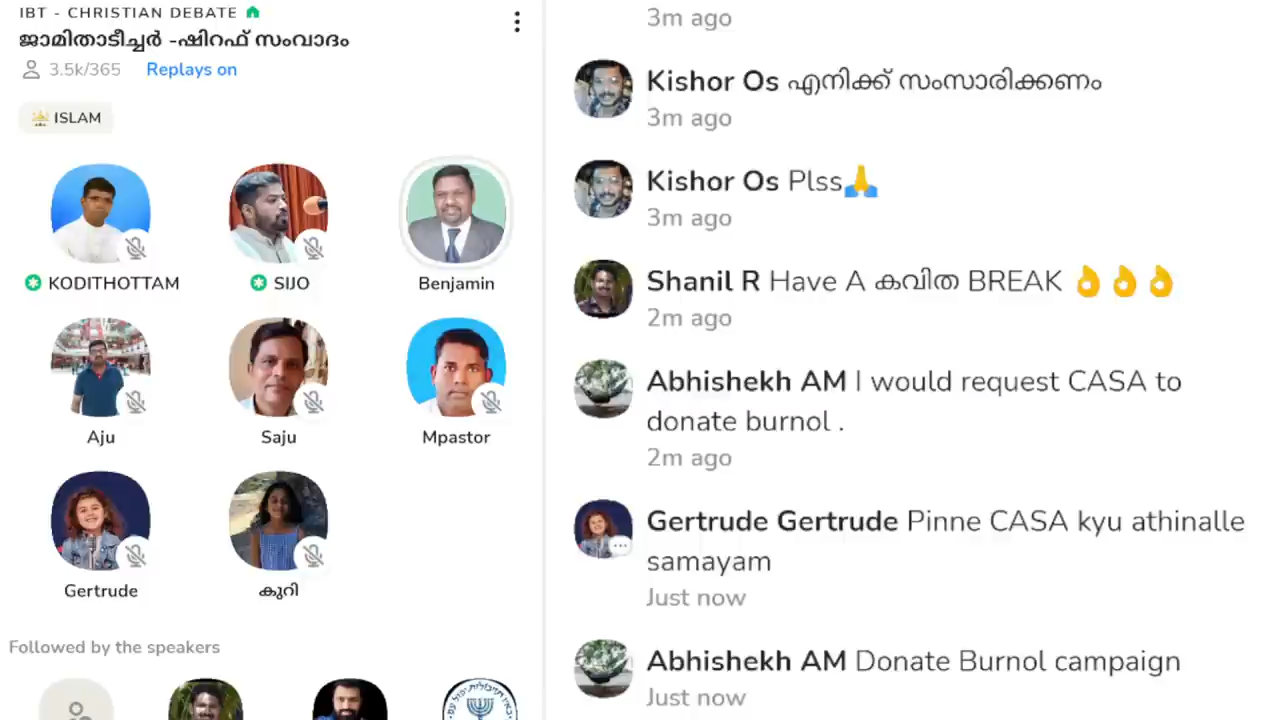 IBT - CHRISTIAN DEBATE
ജാമിതാടീച്ചർ -ഷിറഫ് സംവാദം
3.5k/365 Replays on
ISLAM
KODITHOTTAM SIJO Benjamin
Aju Saju Mpastor
Gertrude കുറി
Followed by the speakers
3m ago
Kishor Os എനിക്ക് സംസാരിക്കണം
3m ago
Kishor Os Plss🙏
3m ago
Shanil R Have A കവിത BREAK 👌👌👌
2m ago
Abhishekh AM I would request CASA to
donate burnol .
2m ago
Gertrude Gertrude Pinne CASA kyu athinalle
samayam
Just now
Abhishekh AM Donate Burnol campaign
Just now